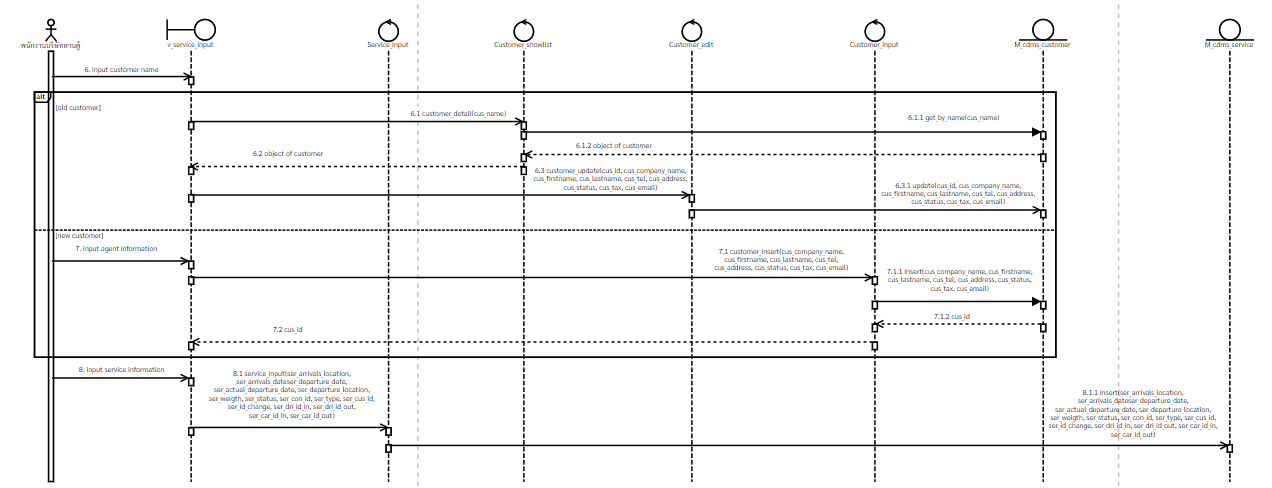 พนักงานบริษัทลานตู้
v_service_input
Service_input
Customer_showlist
Customer_edit
Customer_input
M_cdms_customer
M_cdms_service
6. input customer name
alt
[old customer]
6.1 customer_detail(cus_name)
6.1.1 get_by_name(cus_name)
6.1.2 object of customer
6.2 object of customer
6.3 customer_update(cus_id, cus_company_name,
cus_firstname, cus_lastname, cus_tel, cus_address,
cus_status, cus_tax, cus_email)
6.3.1 update(cus_id, cus_company_name,
cus_firstname, cus_lastname, cus_tel, cus_address,
cus_status, cus_tax, cus_email)
[new customer]
7. input agent information
7.1 customer_insert(cus_company_name,
cus_firstname, cus_lastname, cus_tel,
cus_address, cus_status, cus_tax, cus_email)
7.1.1 insert(cus_company_name, cus_firstname,
cus_lastname, cus_tel, cus_address, cus_status,
cus_tax, cus_email)
7.1.2 cus_id
7.2 cus_id
8. input service information
8.1 service_input(ser_arrivals_location,
ser_arrivals dateser_departure_date,
ser_actual_departure_date, ser_departure_location,
ser_weigth, ser_status, ser_con_id, ser_type, ser_cus_id,
ser_id_change, ser_dri_id_in, ser_dri_id_out,
ser_car_id_in, ser_car_id_out)
8.1.1 insert(ser_arrivals_location,
ser_arrivals_dateser_departure_date,
ser_actual_departure_date, ser_departure_location,
ser_weigth, ser_status, ser_con_id, ser_type, ser_cus_id,
ser_id_change, ser_dri_id_in, ser_dri_id_out, ser_car_id_in,
ser_car_id_out)